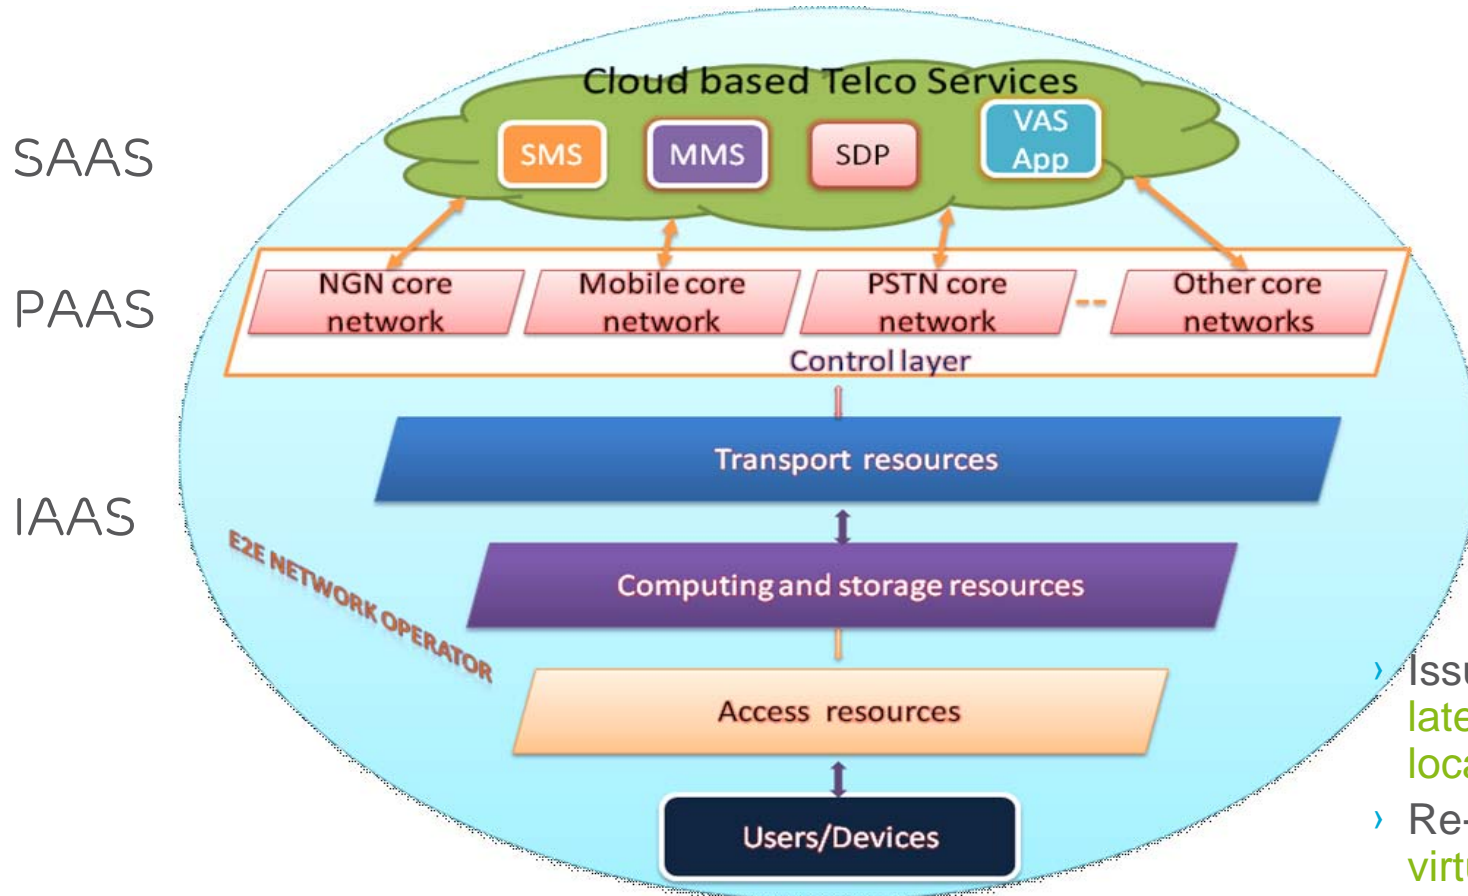 Cloud based Telco Services
SAAS
SMS
MMS
SDP
VAS
App
PAAS
NGN core
network
Mobile core
network
PSTN core
network
Other core
networks
Control layer
Transport resources
IAAS
E2E NETWORK OPERATOR
Computing and storage resources
Access resources
Users/Devices